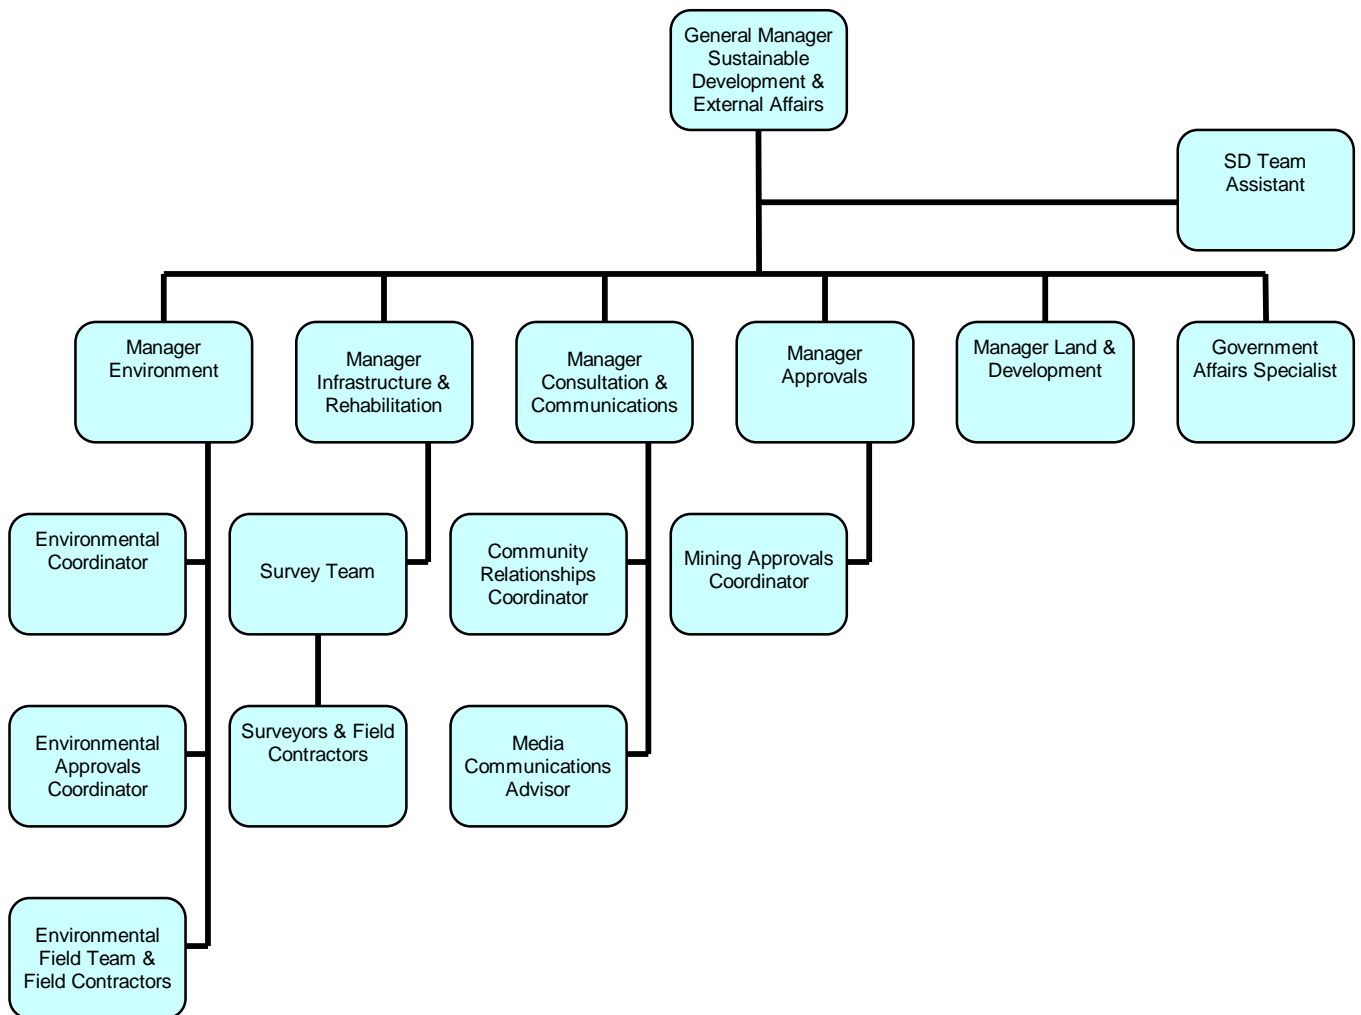 General Manager
Sustainable
Development &
External Affairs
SD Team
Assistant
Manager
Environment
Manager
Infrastructure &
Rehabilitation
Manager
Consultation &
Communications
Manager
Approvals
Manager Land &
Development
Government
Affairs Specialist
Environmental
Coordinator
Survey Team
Community
Relationships
Coordinator
Mining Approvals
Coordinator
Environmental
Approvals
Coordinator
Surveyors & Field
Contractors
Media
Communications
Advisor
Environmental
Field Team &
Field Contractors